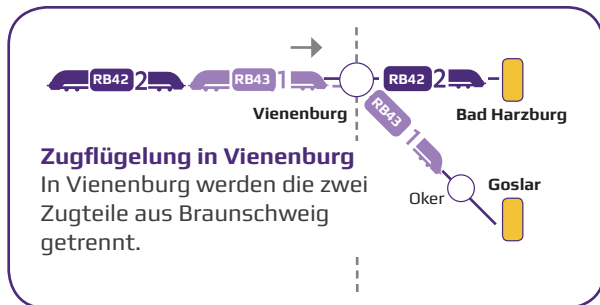 RB42 2 RB43 1 RB42 2
Vienenburg
Bad Harzburg
RB43 1
Zugflügelung in Vienenburg
In Vienenburg werden die zwei
Zugteile aus Braunschweig
getrennt.
Oker
Goslar